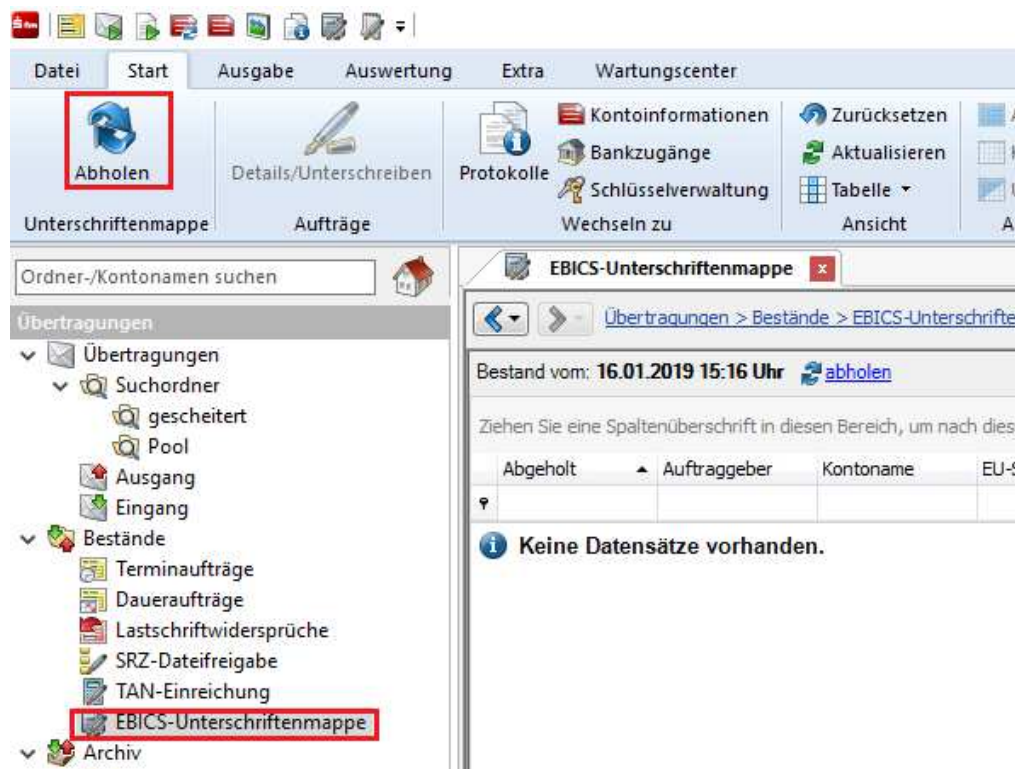 Datei Start Ausgabe Auswertung Extra Wartungscenter
Abholen
Details/Unterschreiben
Protokolle
Kontoinformationen
Bankzugänge
Schlüsselverwaltung
Zurücksetzen
Aktualisieren
Tabelle
Unterschriftenmappe Aufträge Wechseln zu Ansicht
Ordner-/Kontonamen suchen
Übertragungen
Übertragungen
Suchordner
gescheitert
Pool
Ausgang
Eingang
Bestände
Terminaufträge
Daueraufträge
Lastschriftwidersprüche
SRZ-Dateifreigabe
TAN-Einreichung
EBICS-Unterschriftenmappe
Archiv
EBICS-Unterschriftenmappe
Übertragungen > Bestände > EBICS-Unterschrifte
Bestand vom: 16.01.2019 15:16 Uhr abholen
Ziehen Sie eine Spaltenüberschrift in diesen Bereich, um nach dies
Abgeholt Auftraggeber Kontoname EU-S
Keine Datensätze vorhanden.